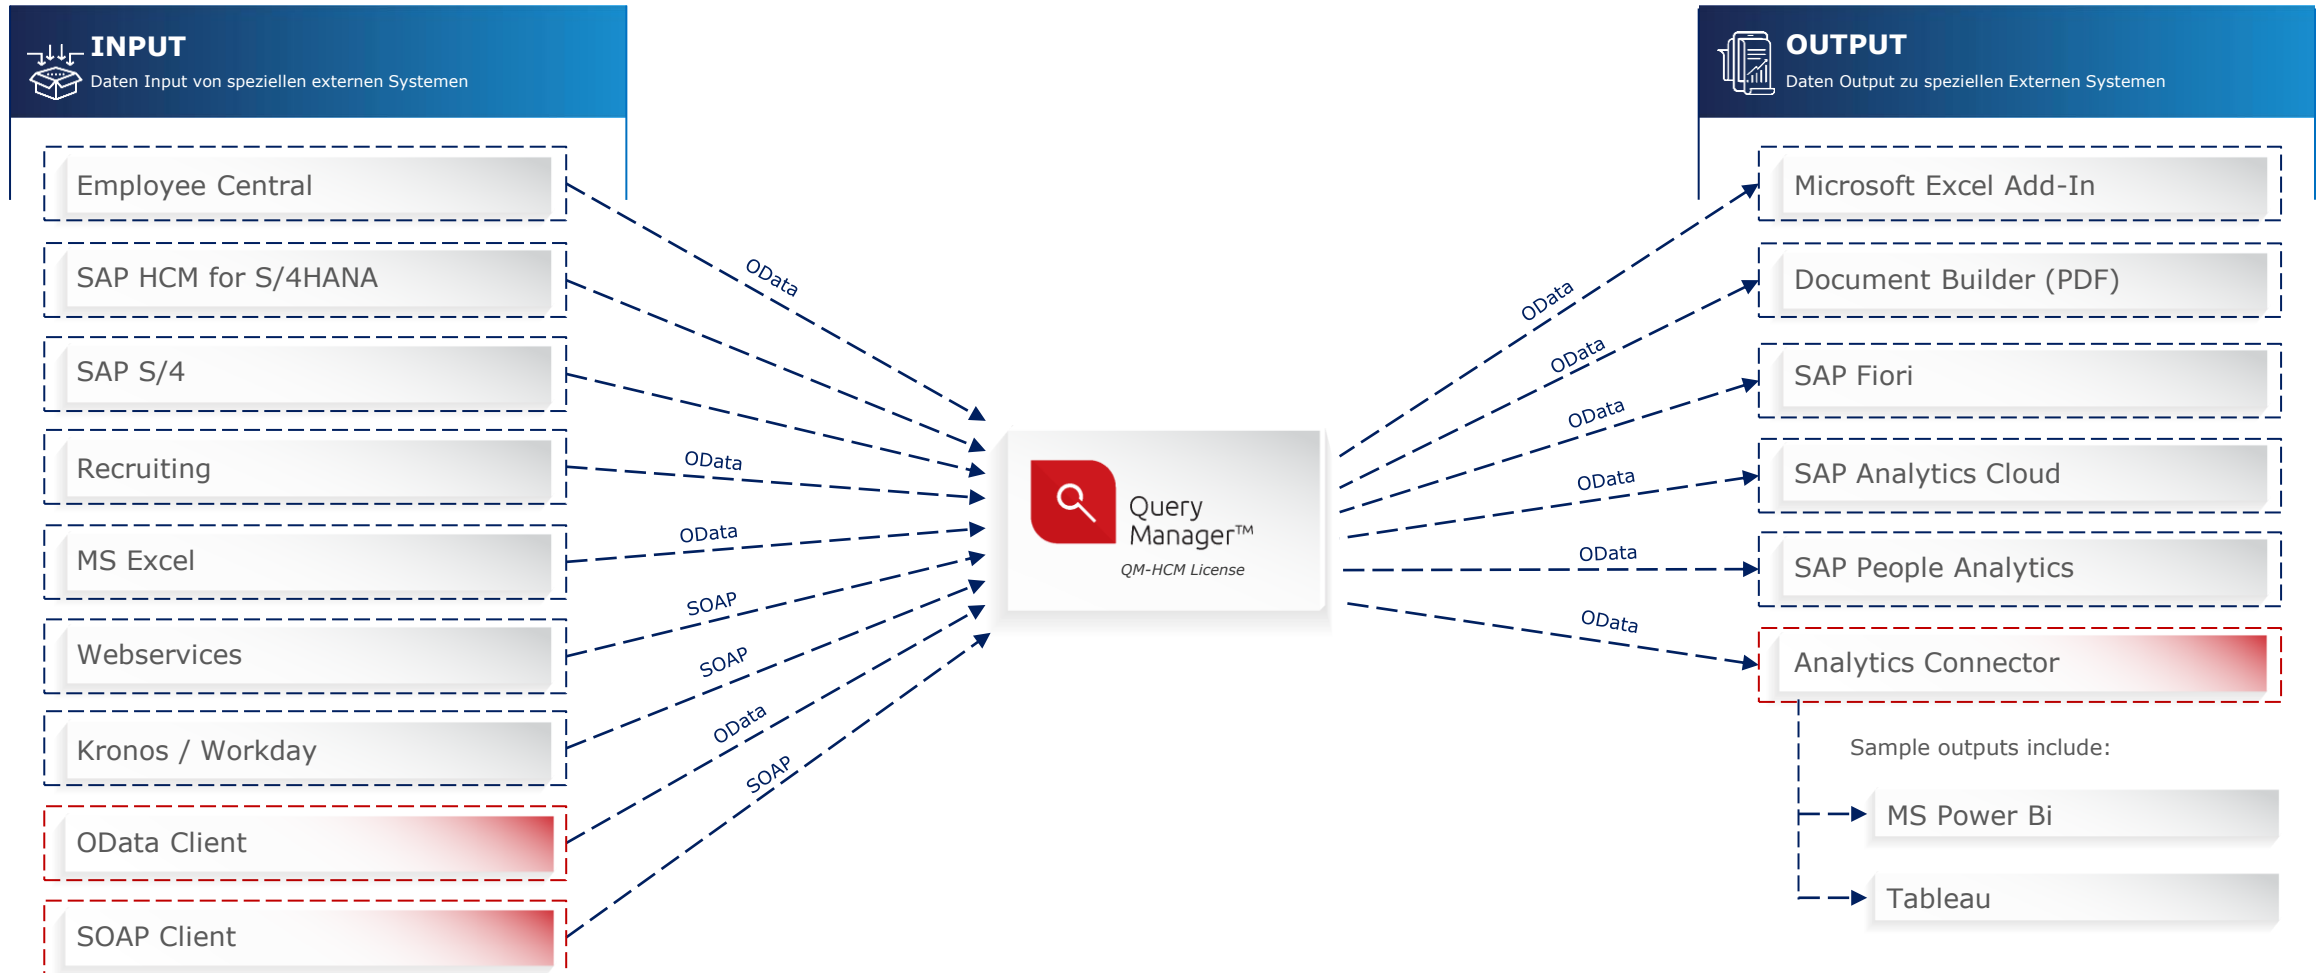 INPUT
Daten Input von speziellen externen Systemen
Employee Central
SAP HCM for S/4HANA
SAP S/4
Recruiting
MS Excel
Webservices
Kronos / Workday
OData Client
SOAP Client
OData
OData
OData
SOAP
SOAP
OData
SOAP
Query
Manager™
QM-HCM License
OData
OData
OData
OData
OData
OData
OUTPUT
Daten Output zu speziellen Externen Systemen
Microsoft Excel Add-In
Document Builder (PDF)
SAP Fiori
SAP Analytics Cloud
SAP People Analytics
Analytics Connector
Sample outputs include:
MS Power Bi
Tableau